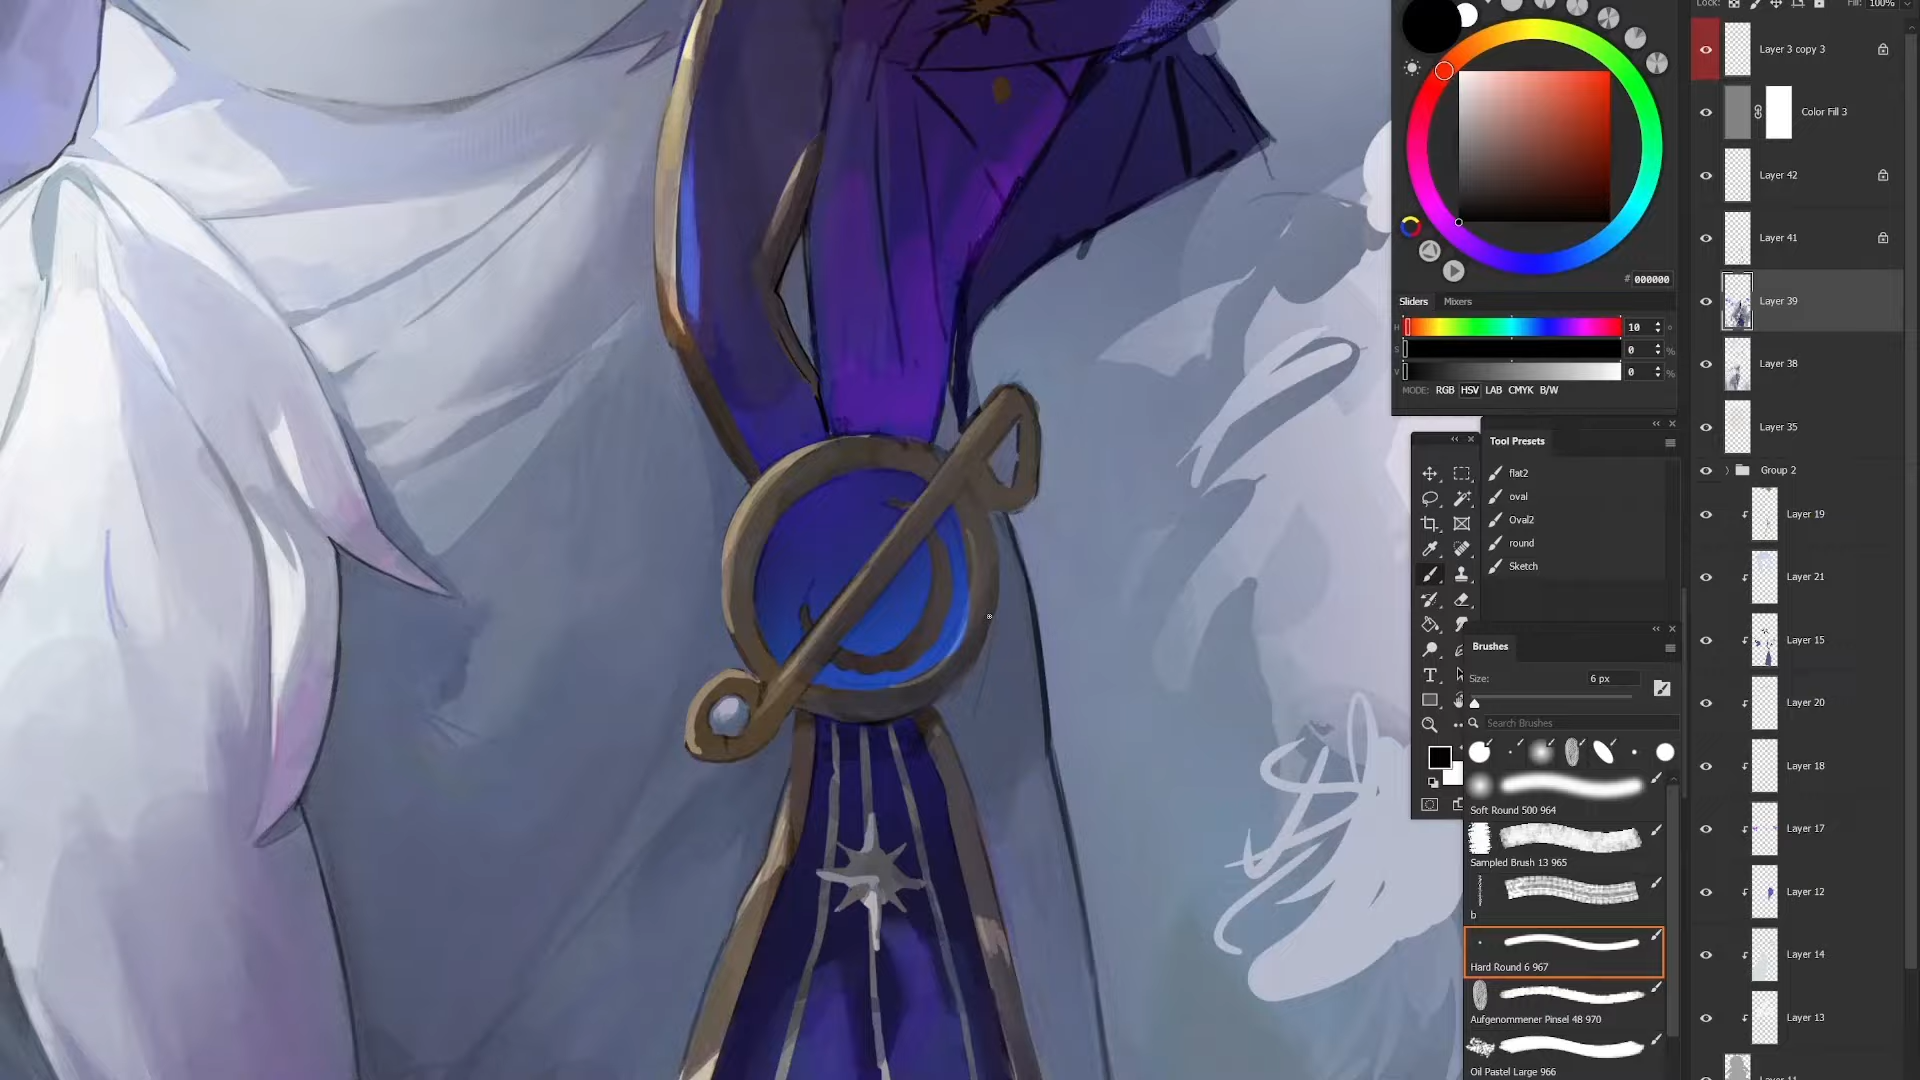 Lock:
Fill: 100%
Layer 3 copy 3
Color Fill 3
Layer 42
Layer 41
Layer 39
Layer 38
Layer 35
Group 2
Layer 19
Layer 21
Layer 15
Layer 20
Layer 18
Layer 17
Layer 12
Layer 14
Layer 13
# 000000
Sliders
Mixers
H
10
°
S
0
%
V
0
%
MODE: RGB HSV LAB CMYK B/W
Tool Presets
flat2
oval
Oval2
round
Sketch
Brushes
Size:
6 px
Search Brushes
Soft Round 500 964
Sampled Brush 13 965
b
Hard Round 6 967
Aufgenommener Pinsel 48 970
Oil Pastel Large 966